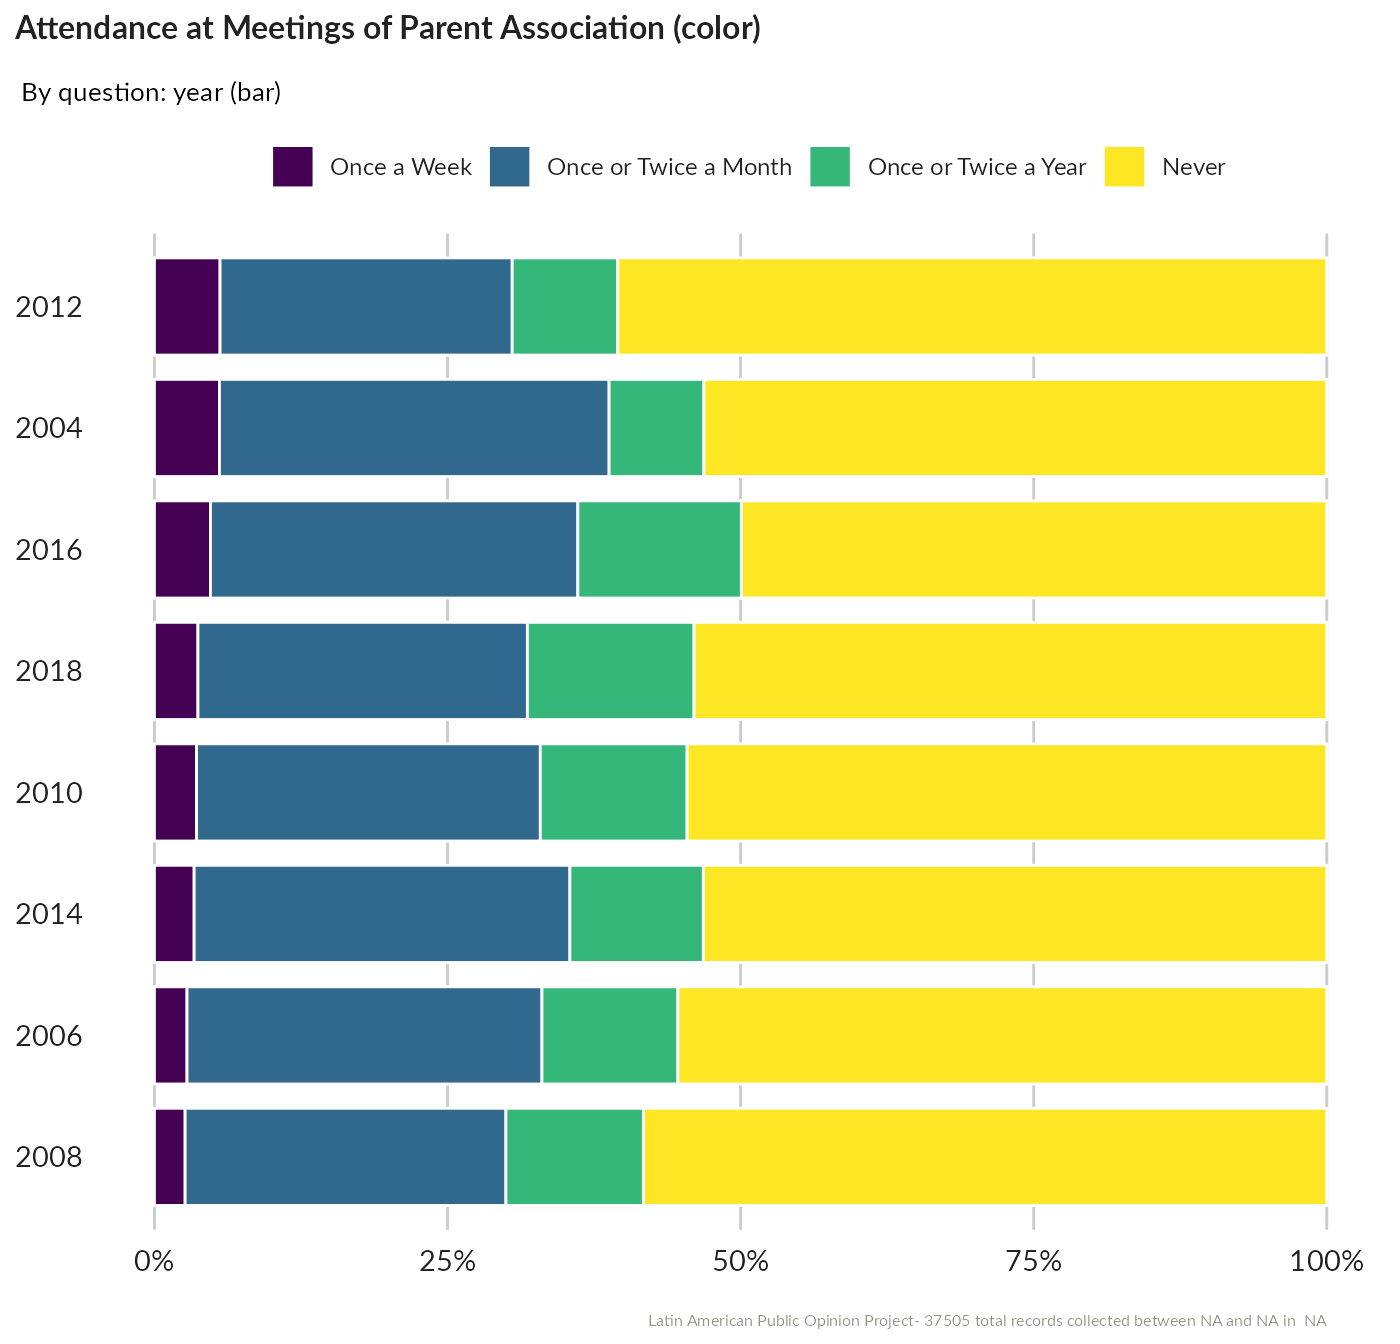 Attendance at Meetings of Parent Association (color)
By question: year (bar)
Once a Week Once or Twice a Month Once or Twice a Year Never
2012
2004
2016
2018
2010
2014
2006
2008
0% 25% 50% 75% 100%
Latin American Public Opinion Project- 37505 total records collected between NA and NA in  NA